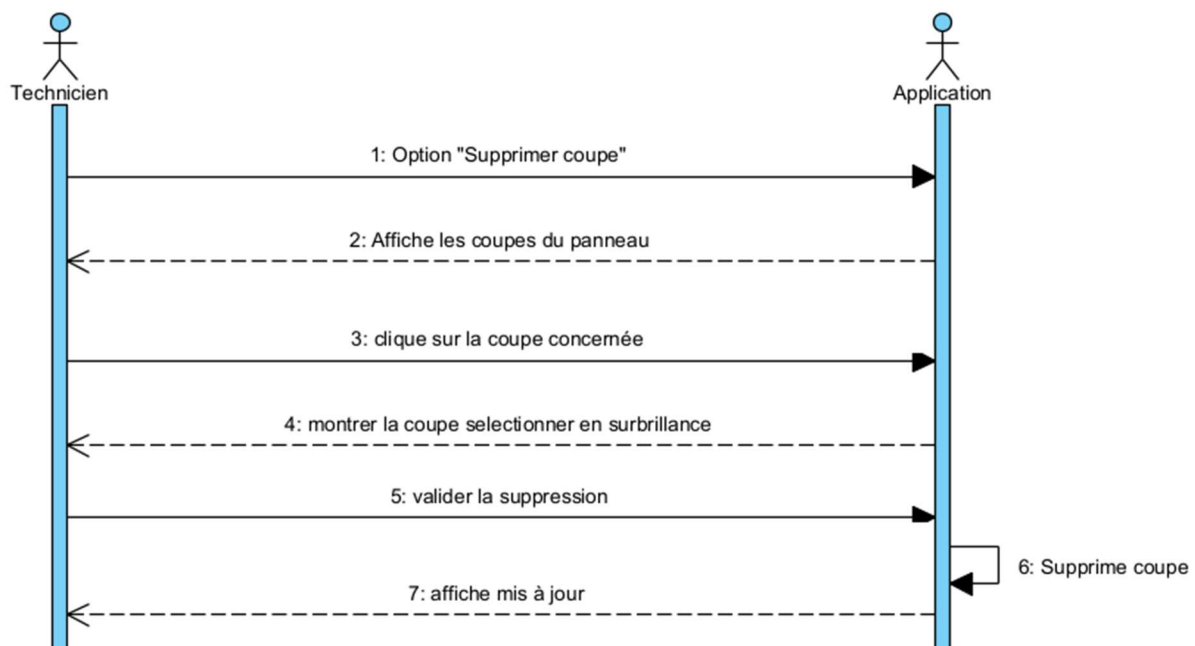 Technicien
Application
1: Option "Supprimer coupe"
2: Affiche les coupes du panneau
3: clique sur la coupe concernée
4: montrer la coupe selectionner en surbrillance
5: valider la suppression
6: Supprime coupe
7: affiche mis à jour